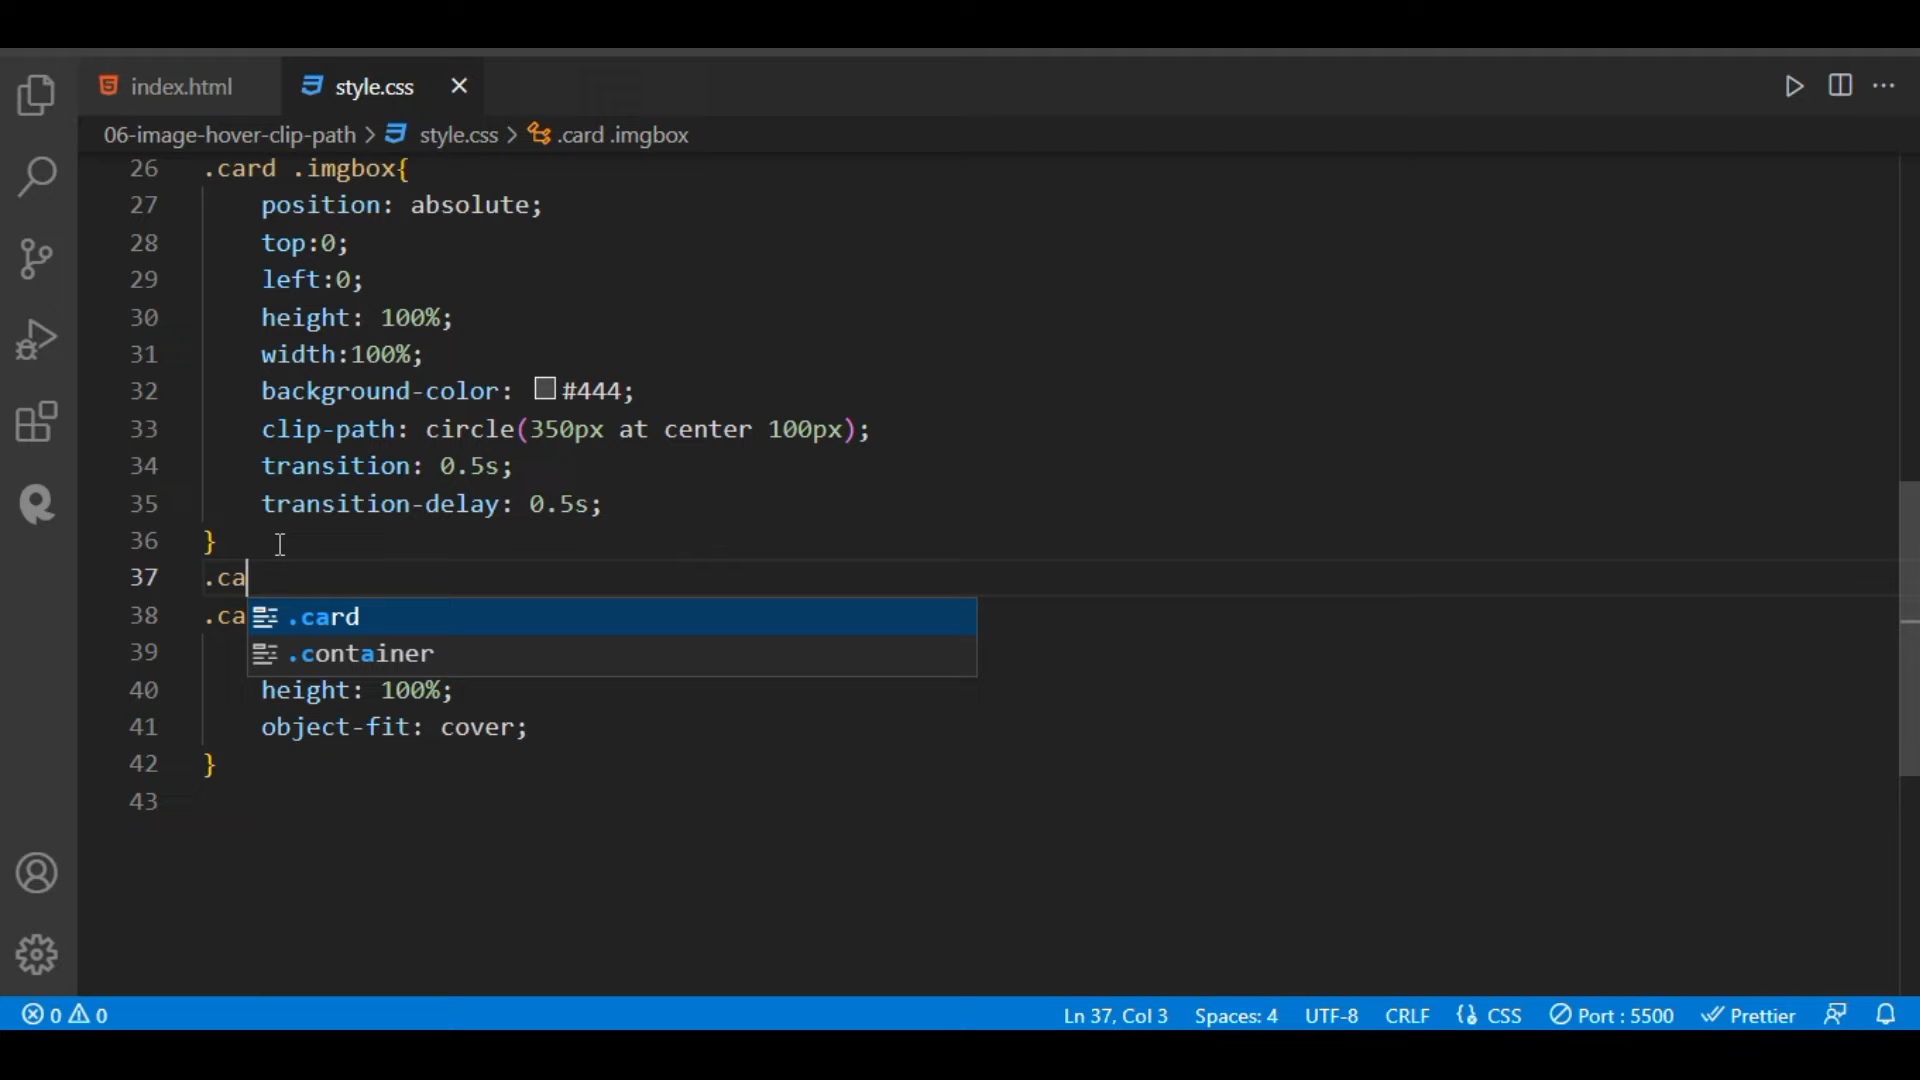 index.html
style.css
06-image-hover-clip-path > style.css > .card .imgbox
26 .card .imgbox{
27 position: absolute;
28 top:0;
29 left:0;
30 height: 100%;
31 width:100%;
32 background-color: #444;
33 clip-path: circle(350px at center 100px);
34 transition: 0.5s;
35 transition-delay: 0.5s;
36 }
37 .ca
38 .ca
.card
39
.container
40 height: 100%;
41 object-fit: cover;
42 }
43
0 0 Ln 37, Col 3 Spaces: 4 UTF-8 CRLF CSS Port : 5500 Prettier